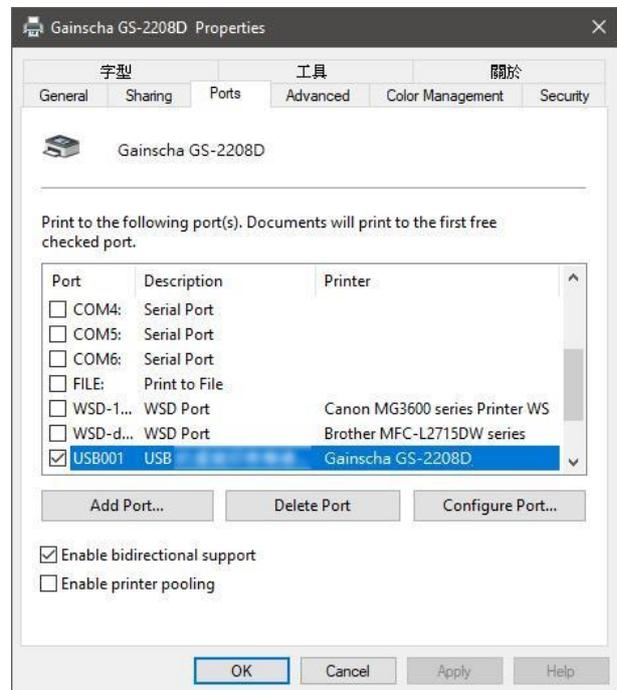 Gainscha GS-2208D Properties
字型 工具 關於
General Sharing Ports Advanced Color Management Security
Gainscha GS-2208D
Print to the following port(s). Documents will print to the first free
checked port.
Port Description Printer
COM4: Serial Port
COM5: Serial Port
COM6: Serial Port
FILE: Print to File
WSD-1... WSD Port Canon MG3600 series Printer WS
WSD-d... WSD Port Brother MFC-L2715DW series
USB001 USB Gainscha GS-2208D
Add Port... Delete Port Configure Port...
Enable bidirectional support
Enable printer pooling
OK Cancel Apply Help